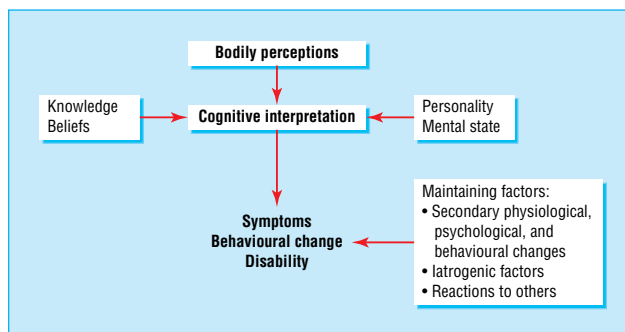 Bodily perceptions
Knowledge
Beliefs
Cognitive interpretation
Personality
Mental state
Symptoms
Behavioural change
Disability
Maintaining factors:
• Secondary physiological,
psychological, and
behavioural changes
• Iatrogenic factors
• Reactions to others